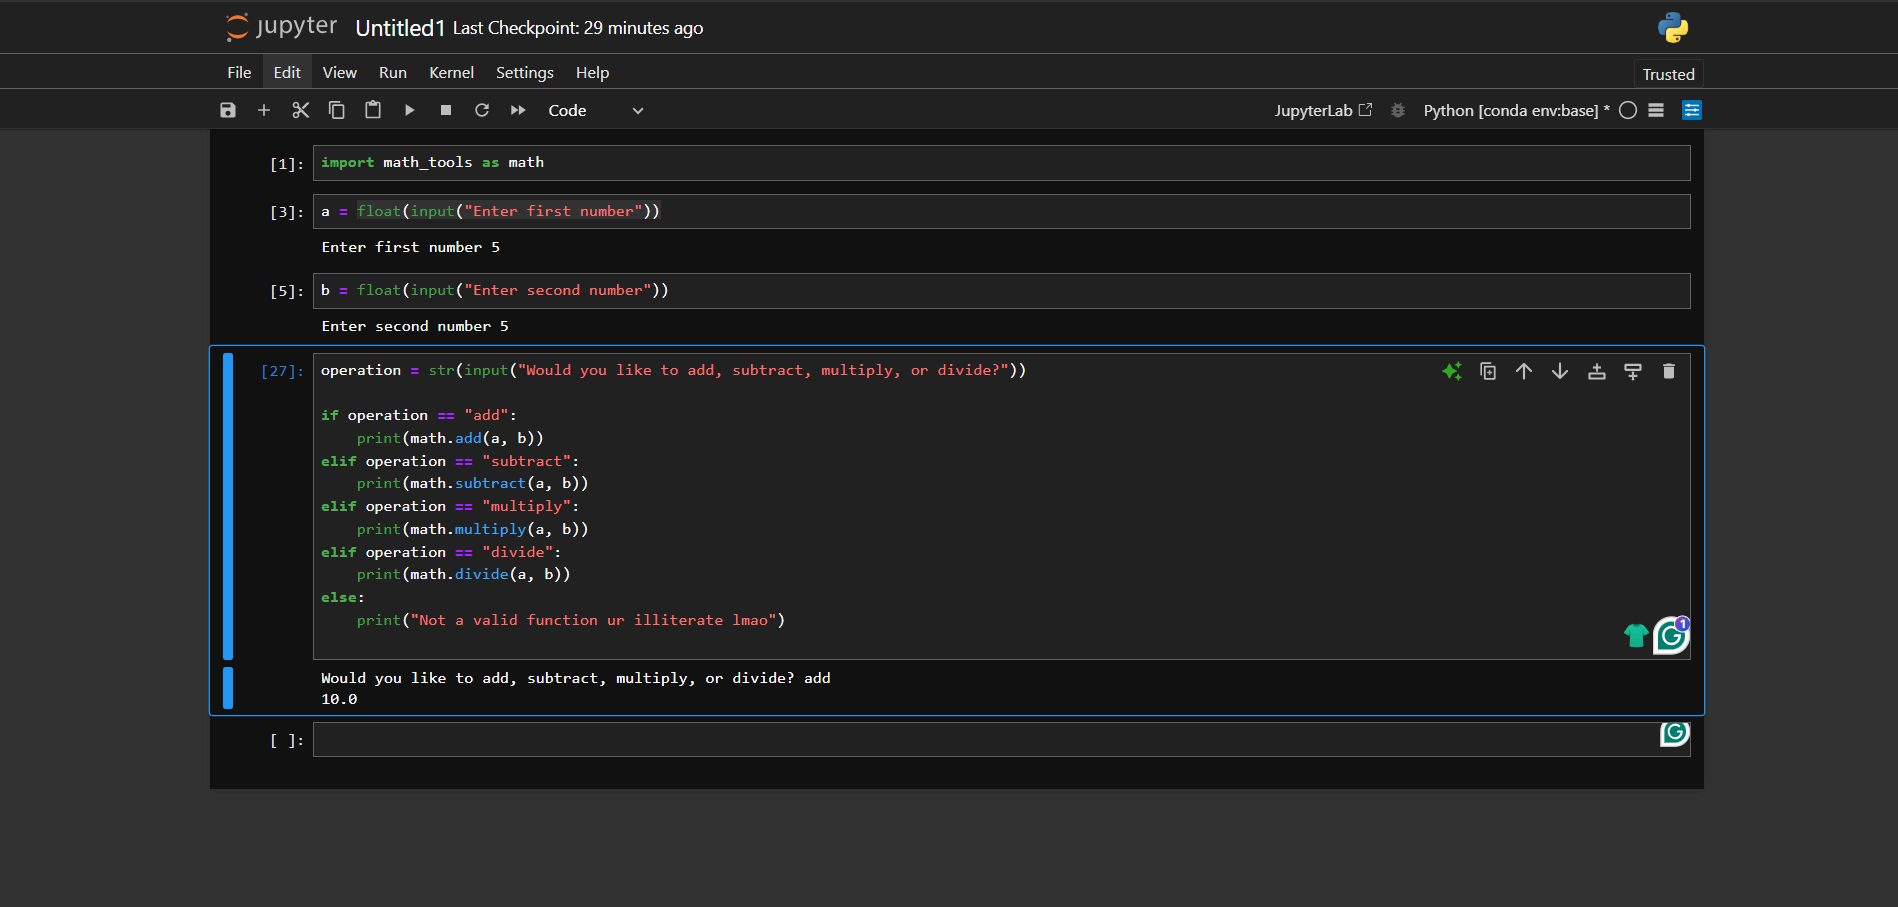 jupyter Untitled1 Last Checkpoint: 29 minutes ago
File Edit View Run Kernel Settings Help Trusted
Code JupyterLab Python [conda env:base] *
[1]: import math_tools as math
[3]: a = float(input("Enter first number"))
Enter first number 5
[5]: b = float(input("Enter second number"))
Enter second number 5
[27]: operation = str(input("Would you like to add, subtract, multiply, or divide?"))
if operation == "add":
    print(math.add(a, b))
elif operation == "subtract":
    print(math.subtract(a, b))
elif operation == "multiply":
    print(math.multiply(a, b))
elif operation == "divide":
    print(math.divide(a, b))
else:
    print("Not a valid function ur illiterate lmao")
1
Would you like to add, subtract, multiply, or divide? add
10.0
[ ]: